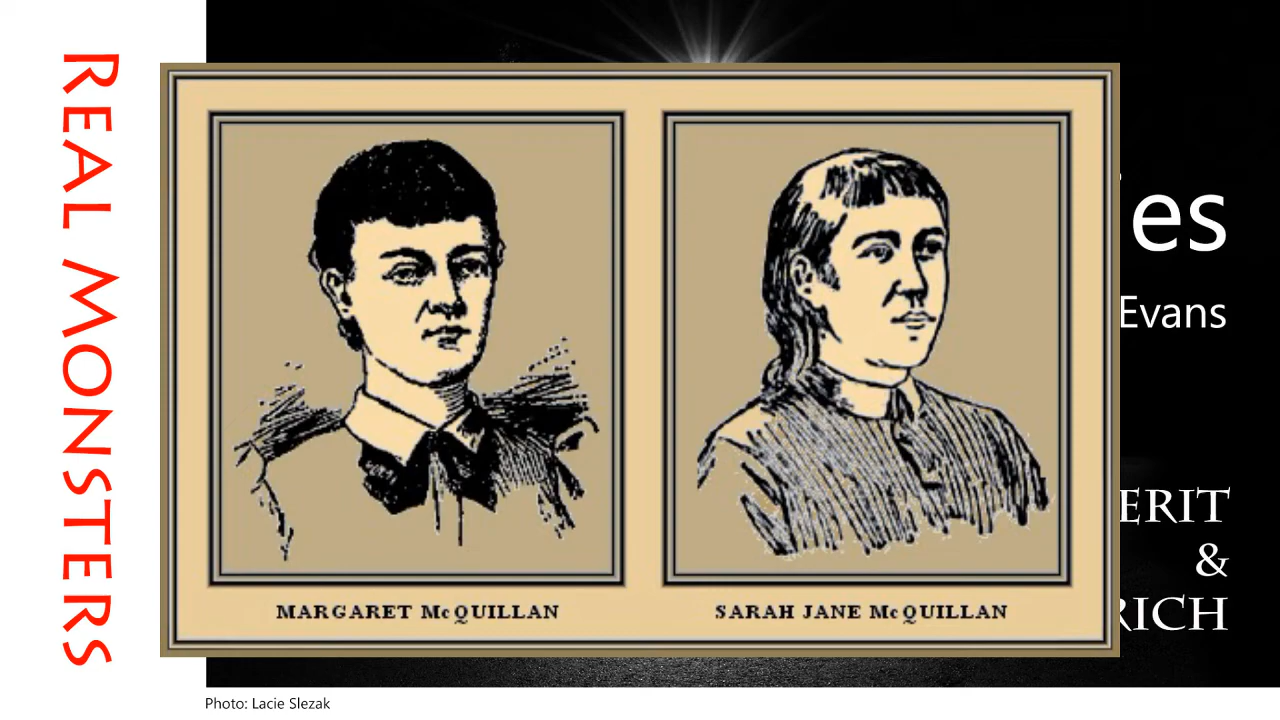 REAL MONSTERS
es
Evans
ERIT
&
RICH
MARGARET McQUILLAN
SARAH JANE McQUILLAN
Photo: Lacie Slezak